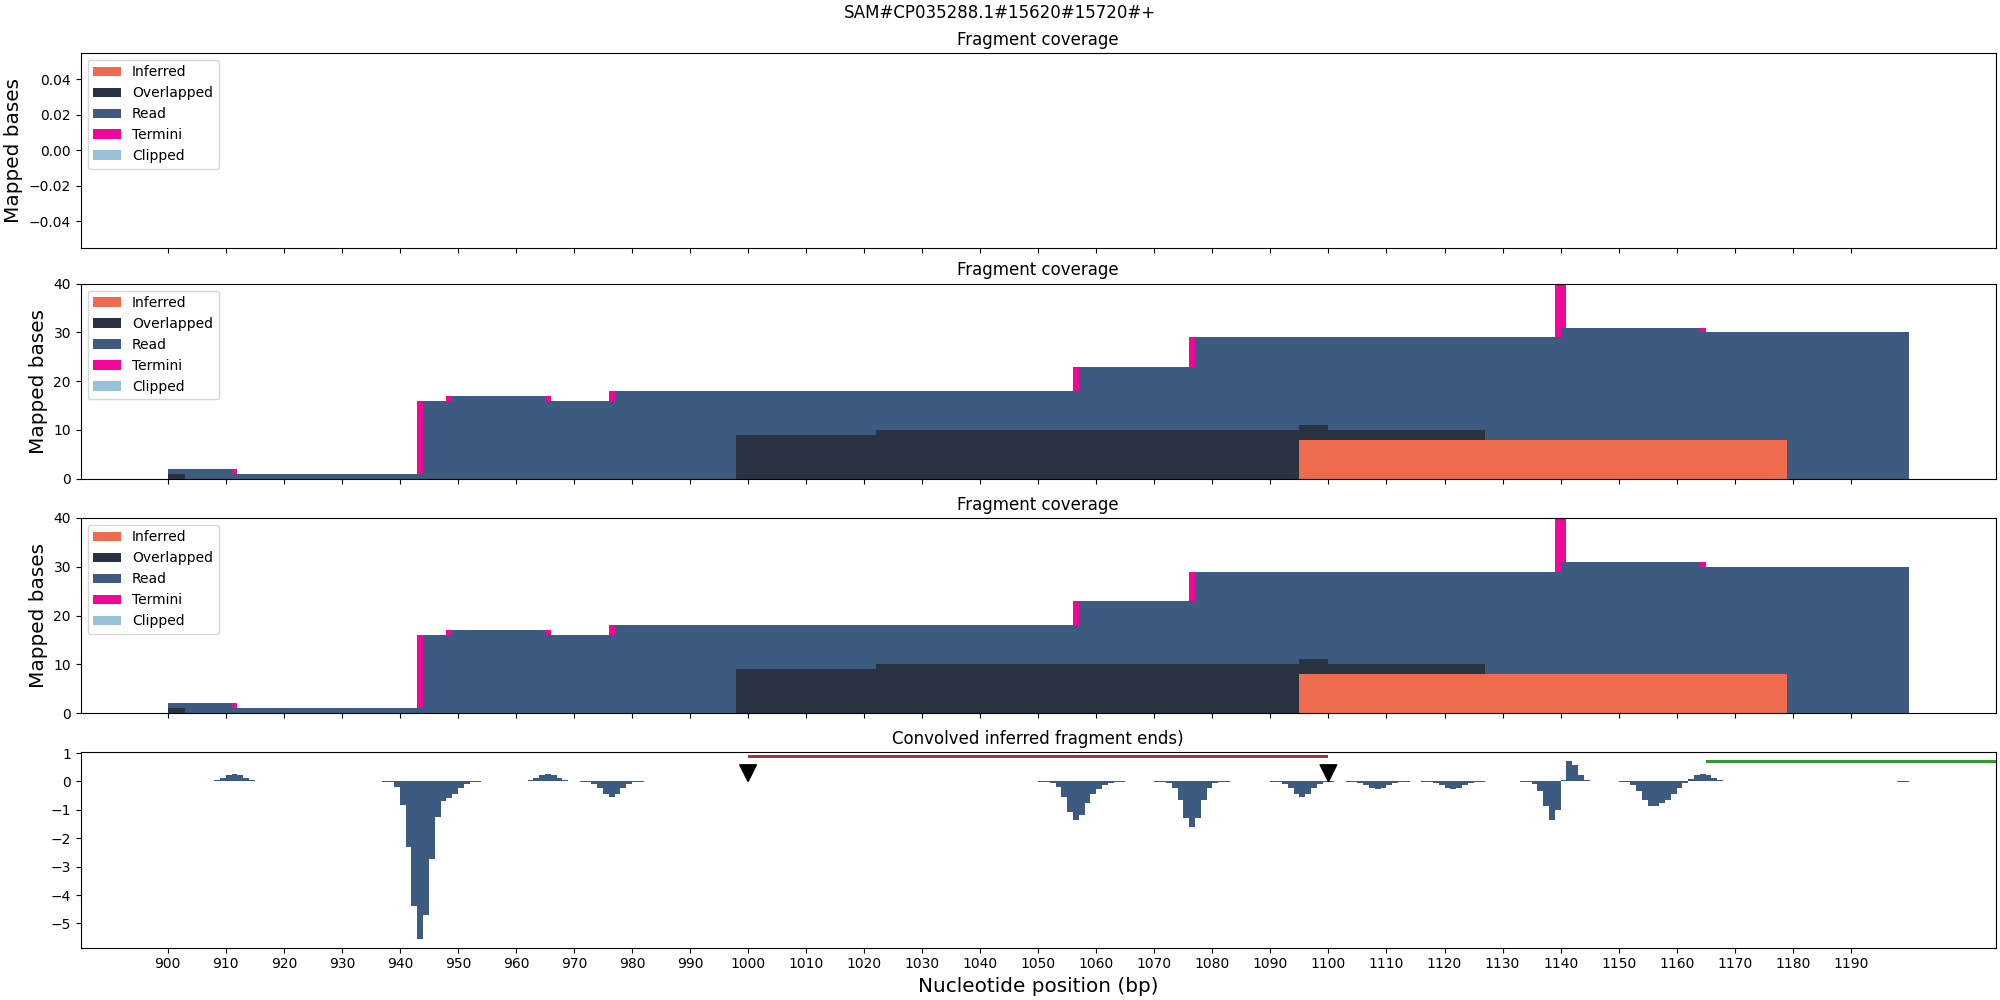 SAM#CP035288.1#15620#15720#+
Fragment coverage
Mapped bases
0.04
0.02
0.00
−0.02
−0.04
Inferred
Overlapped
Read
Termini
Clipped
Fragment coverage
Mapped bases
40
30
20
10
0
Inferred
Overlapped
Read
Termini
Clipped
Fragment coverage
Mapped bases
40
30
20
10
0
Inferred
Overlapped
Read
Termini
Clipped
Convolved inferred fragment ends)
1
0
−1
−2
−3
−4
−5
900 910 920 930 940 950 960 970 980 990 1000 1010 1020 1030 1040 1050 1060 1070 1080 1090 1100 1110 1120 1130 1140 1150 1160 1170 1180 1190
Nucleotide position (bp)